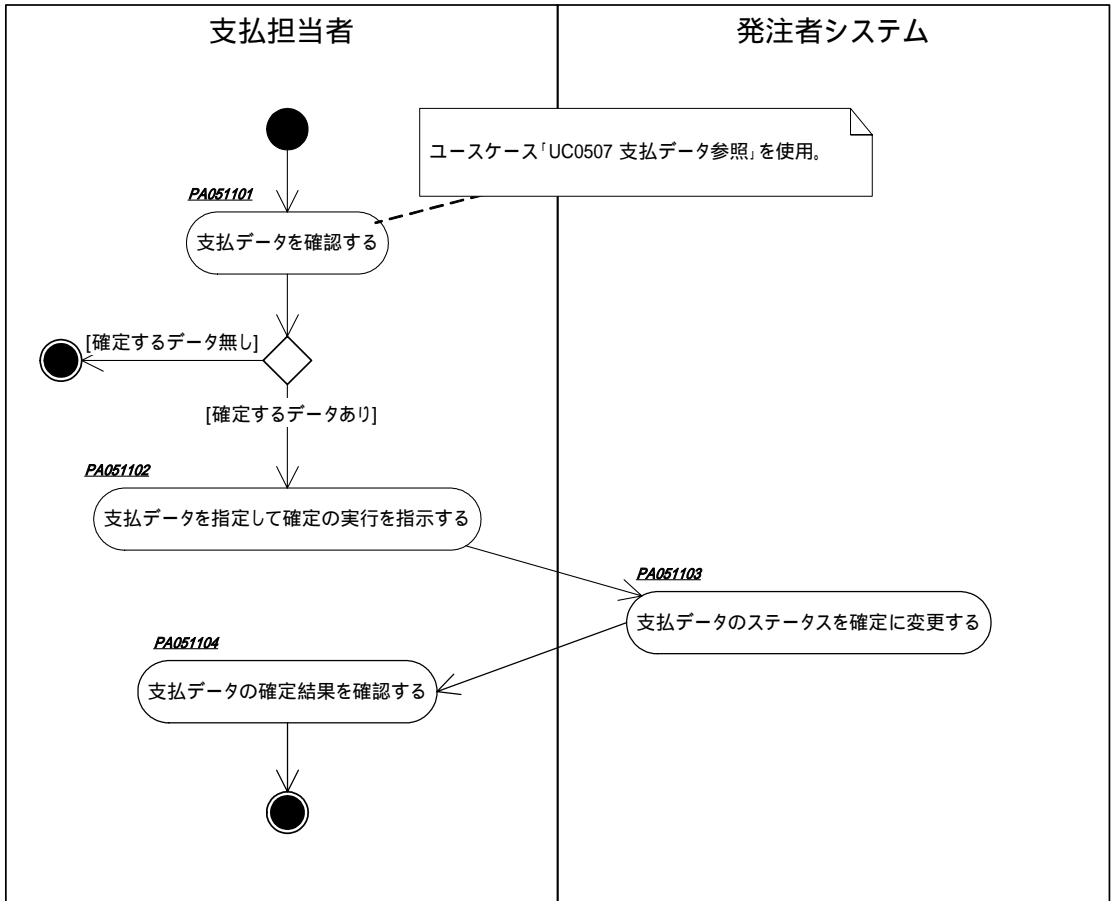 支払担当者
発注者システム
ユースケース「UC0507 支払データ参照」を使用。
PA051101
支払データを確認する
[確定するデータ無し]
[確定するデータあり]
PA051102
支払データを指定して確定の実行を指示する
PA051103
支払データのステータスを確定に変更する
PA051104
支払データの確定結果を確認する